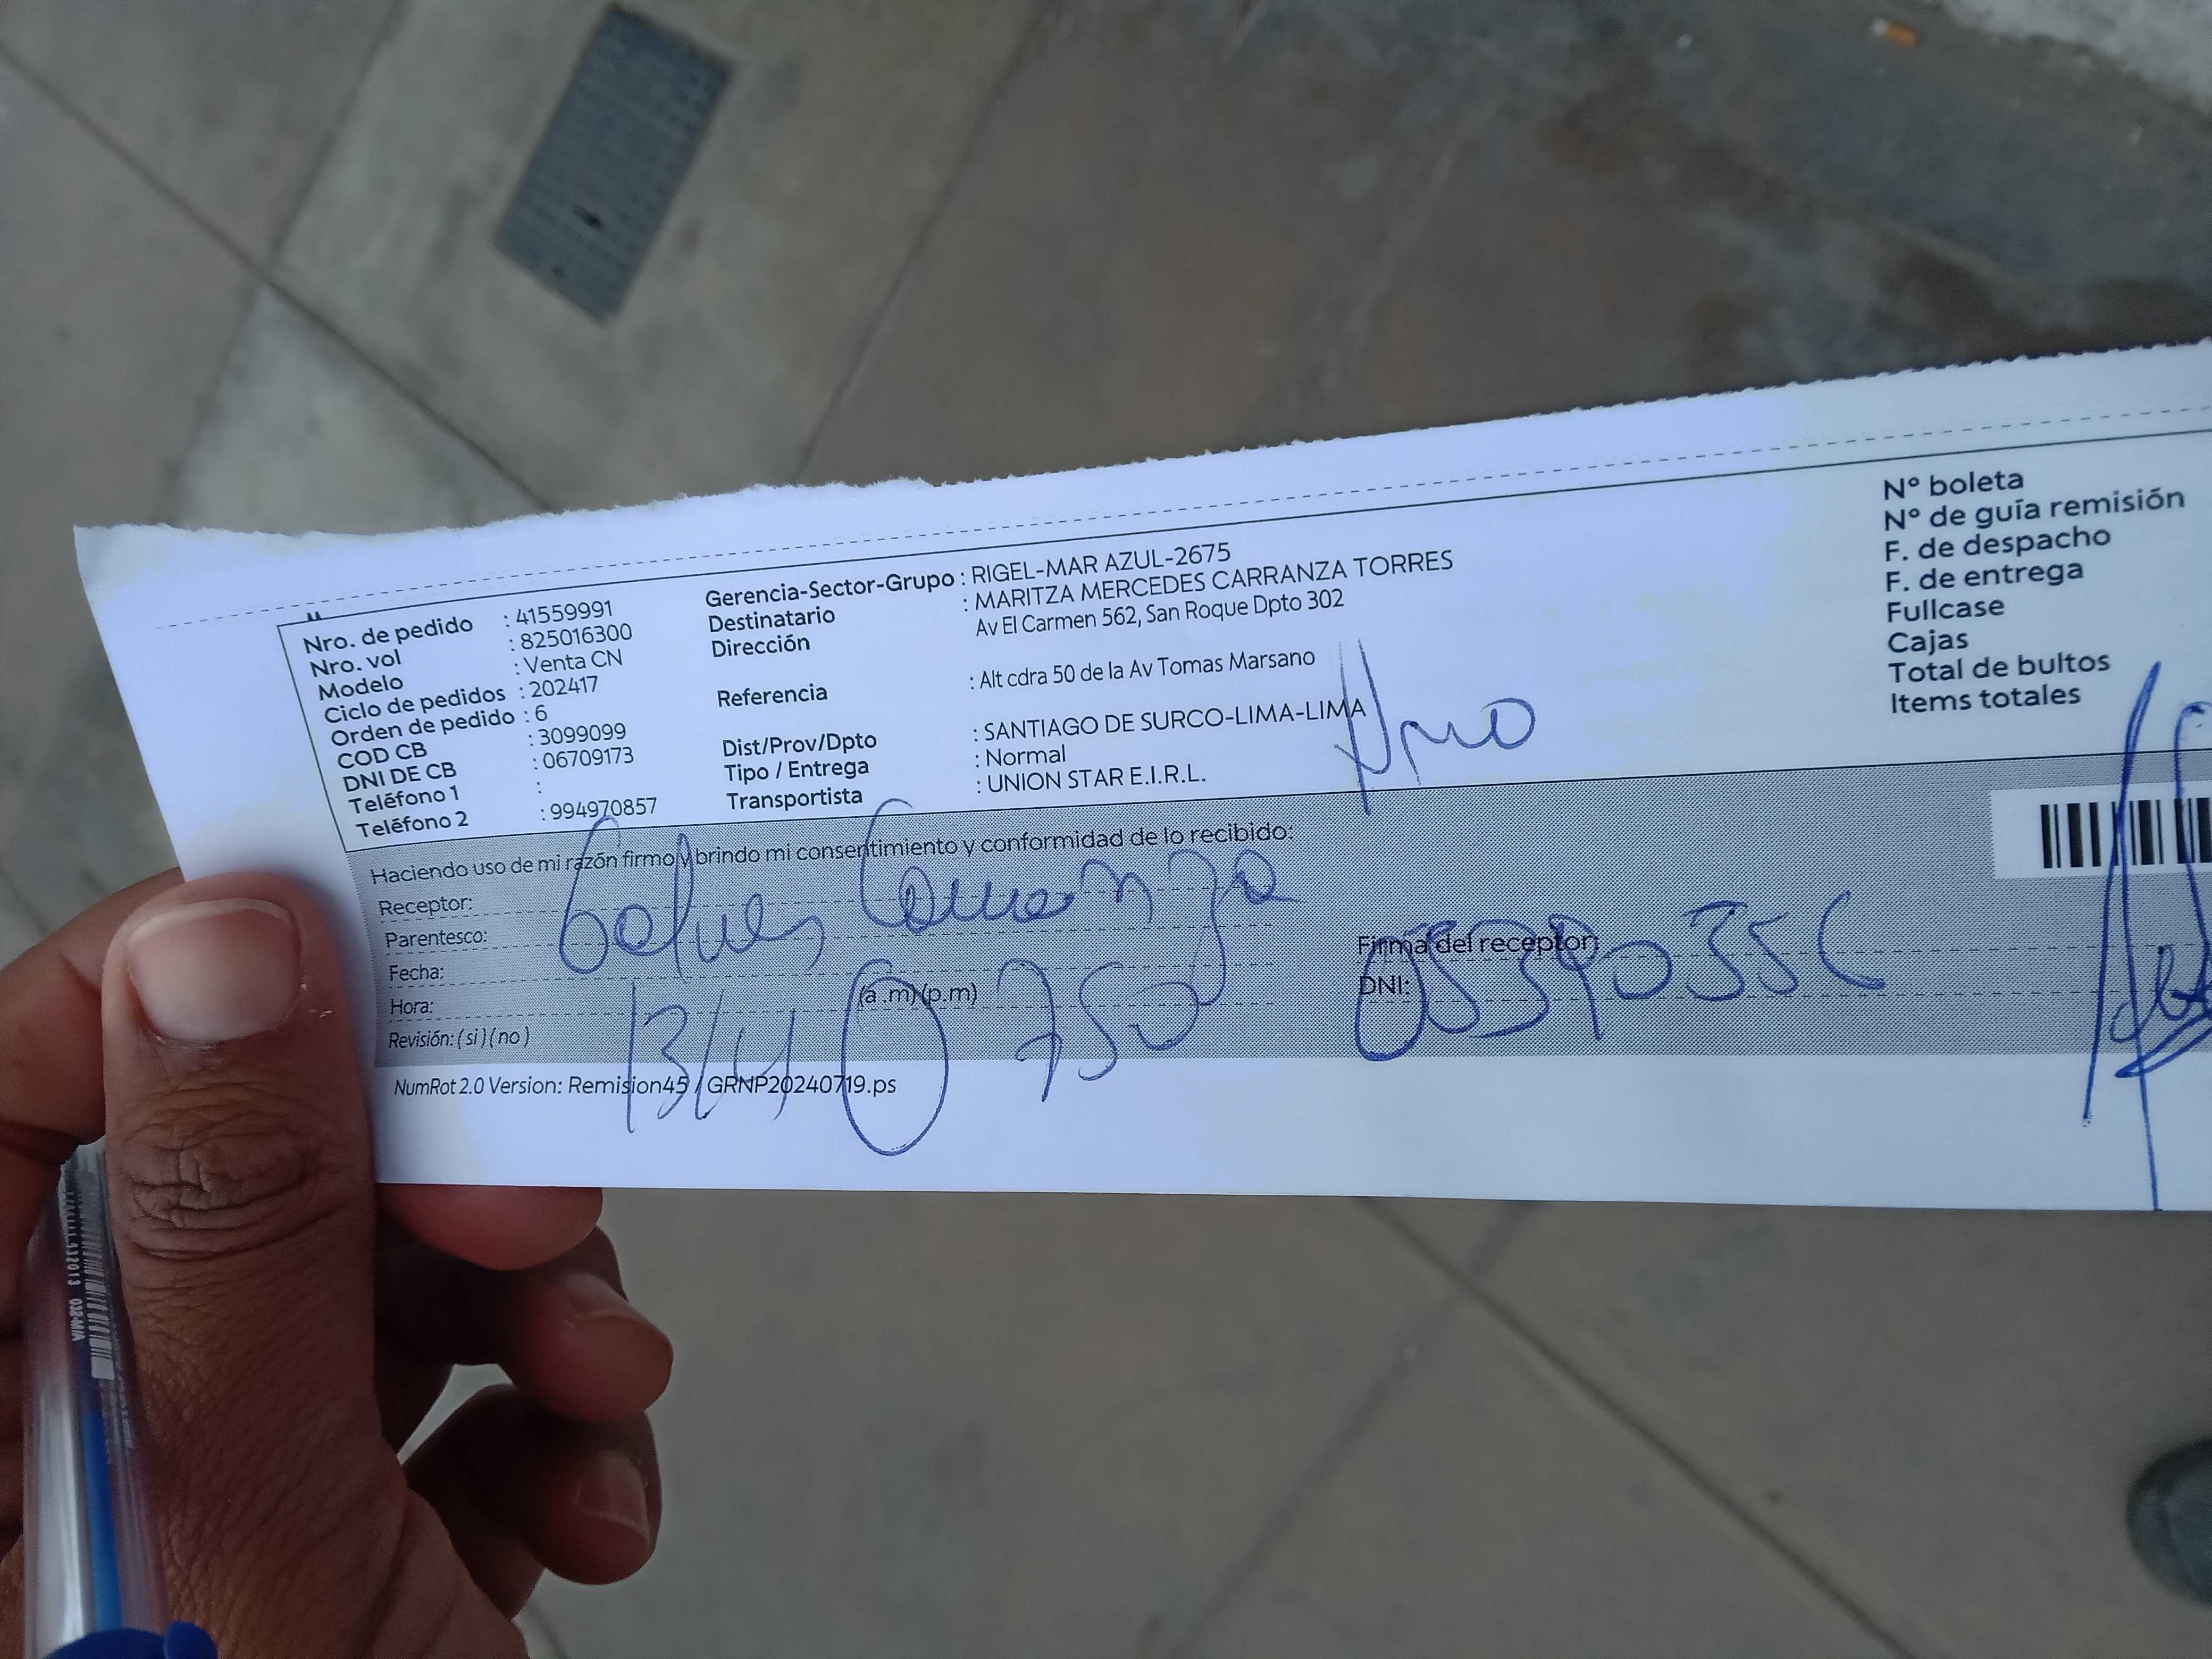 Nro. de pedido : 41559991
Nro. vol : 825016300
Modelo : Venta CN
Ciclo de pedidos : 202417
Orden de pedido : 6
COD CB : 3099099
DNI DE CB : 06709173
Teléfono 1 :
Teléfono 2 : 994970857
Gerencia-Sector-Grupo : RIGEL-MAR AZUL-2675
Destinatario : MARITZA MERCEDES CARRANZA TORRES
Dirección Av El Carmen 562, San Roque Dpto 302
Referencia : Alt cdra 50 de la Av Tomas Marsano
Dist/Prov/Dpto : SANTIAGO DE SURCO-LIMA-LIMA
Tipo / Entrega : Normal
Transportista : UNION STAR E.I.R.L.
Nº boleta
Nº de guía remisión
F. de despacho
F. de entrega
Fullcase
Cajas
Total de bultos
Items totales
Haciendo uso de mi razón firmo y brindo mi consentimiento y conformidad de lo recibido:
Receptor:
Parentesco:
Fecha:
Hora: (a.m)(p.m)
Revisión: (si)(no)
Firma del receptor
DNI:
750
NumRot 2.0 Version: Remision45 / GRNP20240719.ps